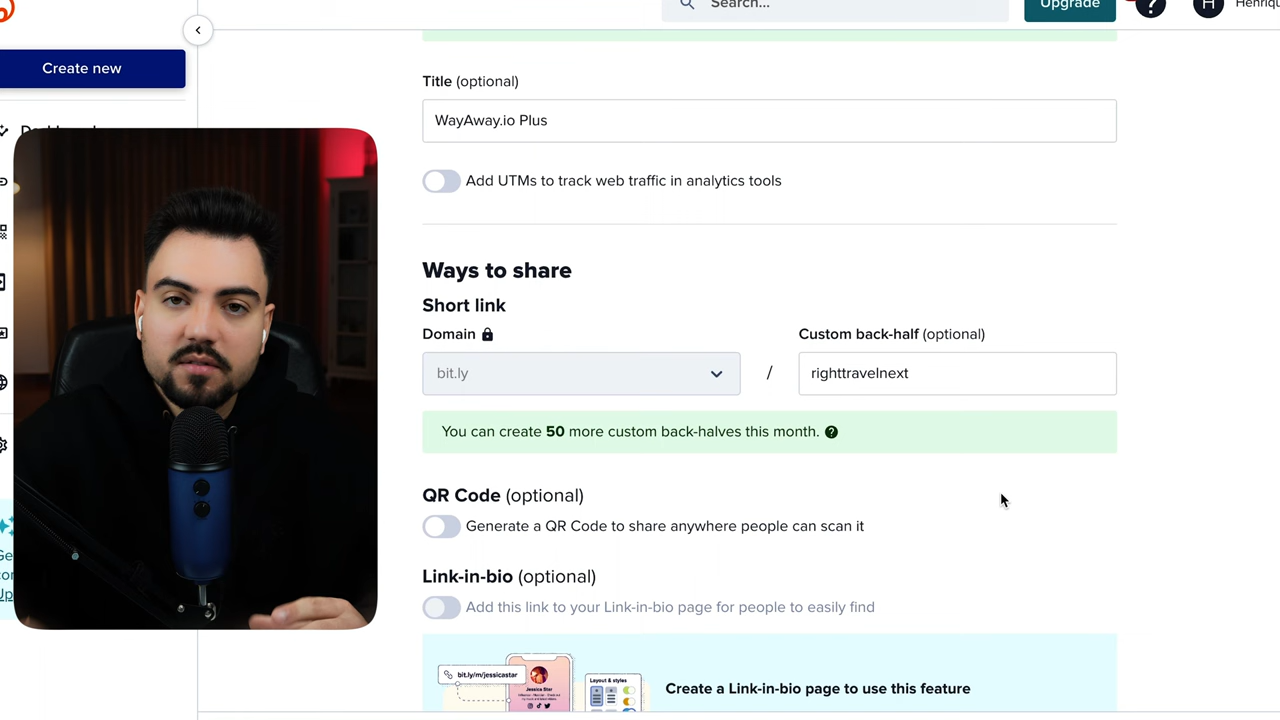 Search...
Upgrade
?
H
Create new
Title (optional)
WayAway.io Plus
Add UTMs to track web traffic in analytics tools
Ways to share
Short link
Domain
Custom back-half (optional)
bit.ly
/
righttravelnext
You can create 50 more custom back-halves this month. ?
QR Code (optional)
Generate a QR Code to share anywhere people can scan it
Link-in-bio (optional)
Add this link to your Link-in-bio page for people to easily find
bit.ly/m/jessicastar
Jessica Star
Layout & styles
Create a Link-in-bio page to use this feature